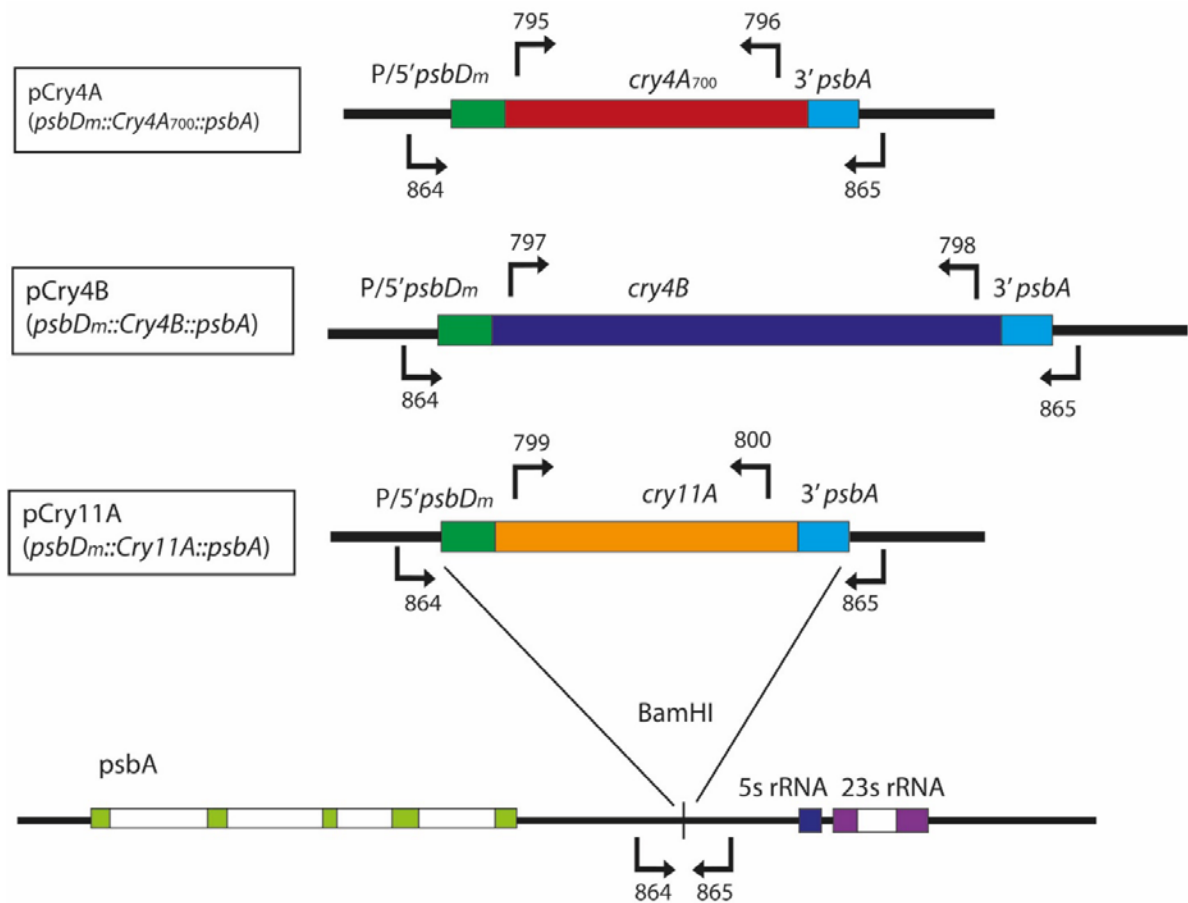 795
796
P/5'psbDm
cry4A700
3' psbA
pCry4A
(psbDm::Cry4A700::psbA)
864
865
797
798
P/5'psbDm
cry4B
3' psbA
pCry4B
(psbDm::Cry4B::psbA)
864
865
799
800
P/5'psbDm
cry11A
3' psbA
pCry11A
(psbDm::Cry11A::psbA)
864
865
BamHI
psbA
5s rRNA
23s rRNA
864
865